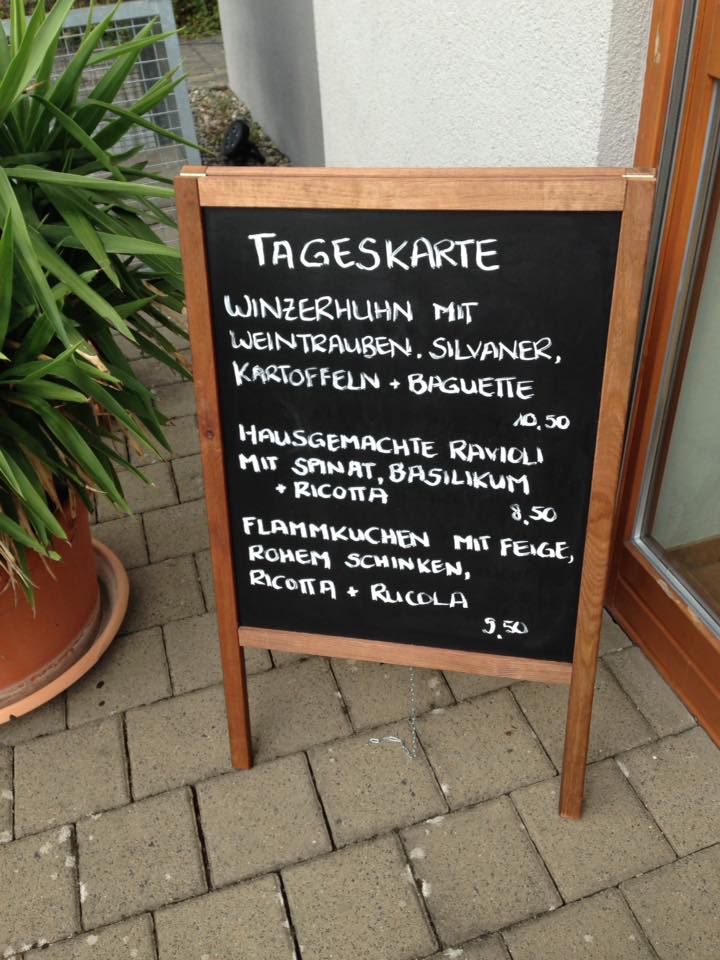 TAGESKARTE
WINZERHUHN MIT
WEINTRAUBEN. SILVANER,
KARTOFFELN + BAGUETTE
10,50
HAUSGEMACHTE RAVIOLI
MIT SPINAT, BASILIKUM
+ RICOTTA
8,50
FLAMMKUCHEN MIT FEIGE,
ROHEM SCHINKEN,
RICOTTA + RUCOLA
9,50